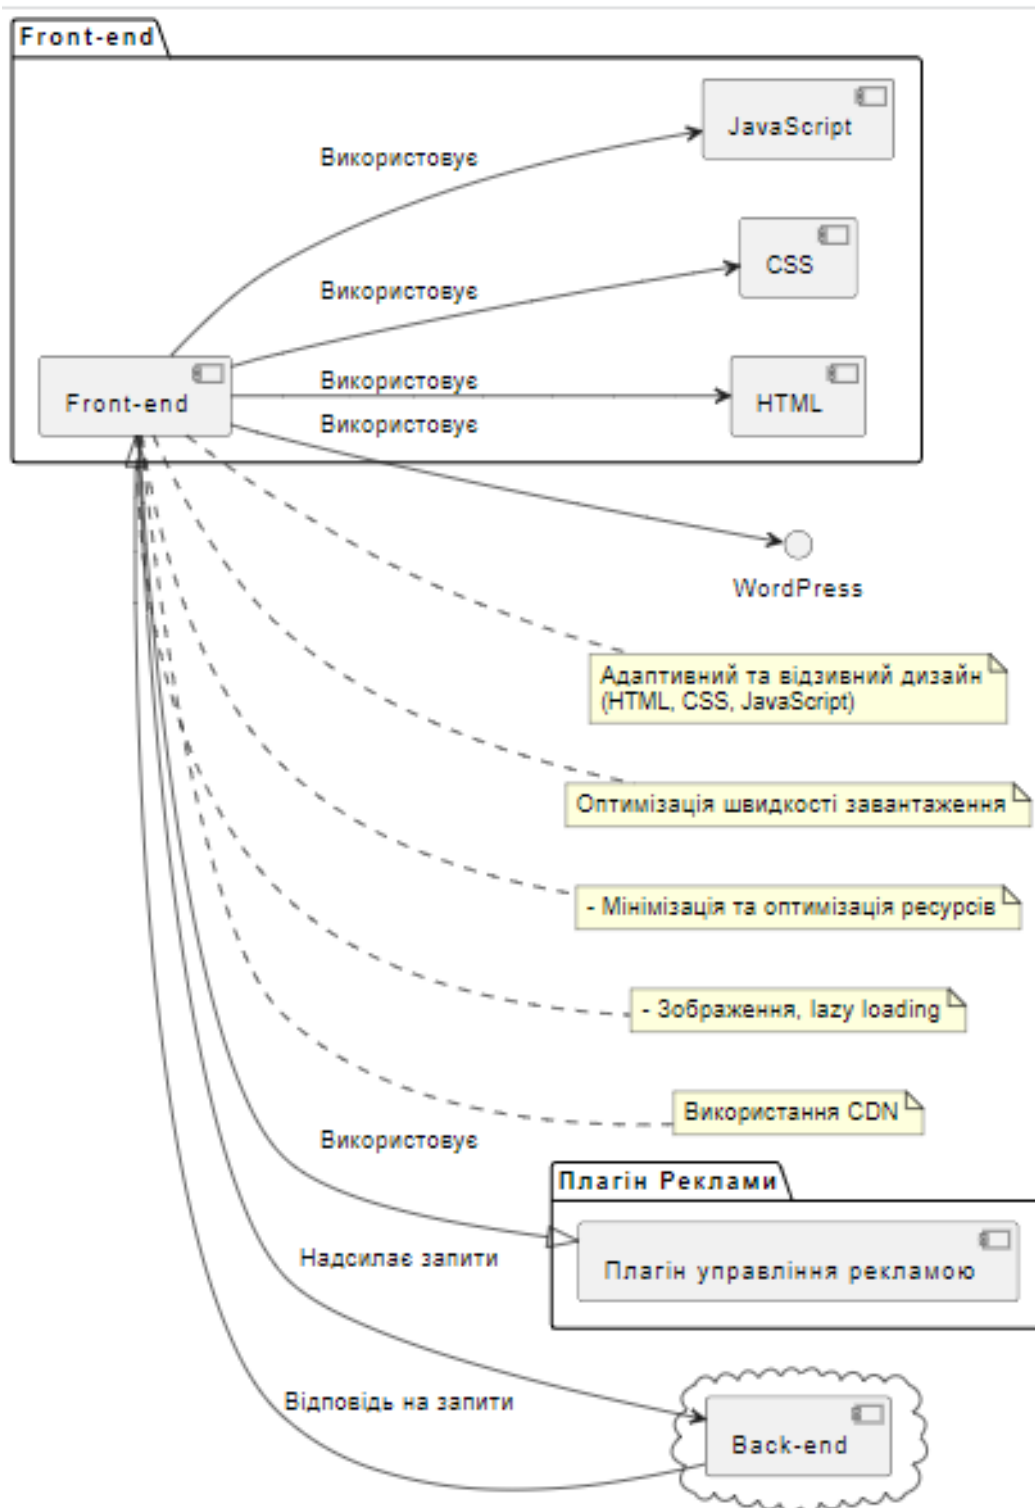 Front-end
JavaScript
Використовує
CSS
Використовує
Front-end
Використовує
HTML
Використовує
WordPress
Адаптивний та відзивний дизайн
(HTML, CSS, JavaScript)
Оптимізація швидкості завантаження
- Мінімізація та оптимізація ресурсів
- Зображення, lazy loading
Використання CDN
Використовує
Плагін Реклами
Надсилає запити
Плагін управління рекламою
Відповідь на запити
Back-end